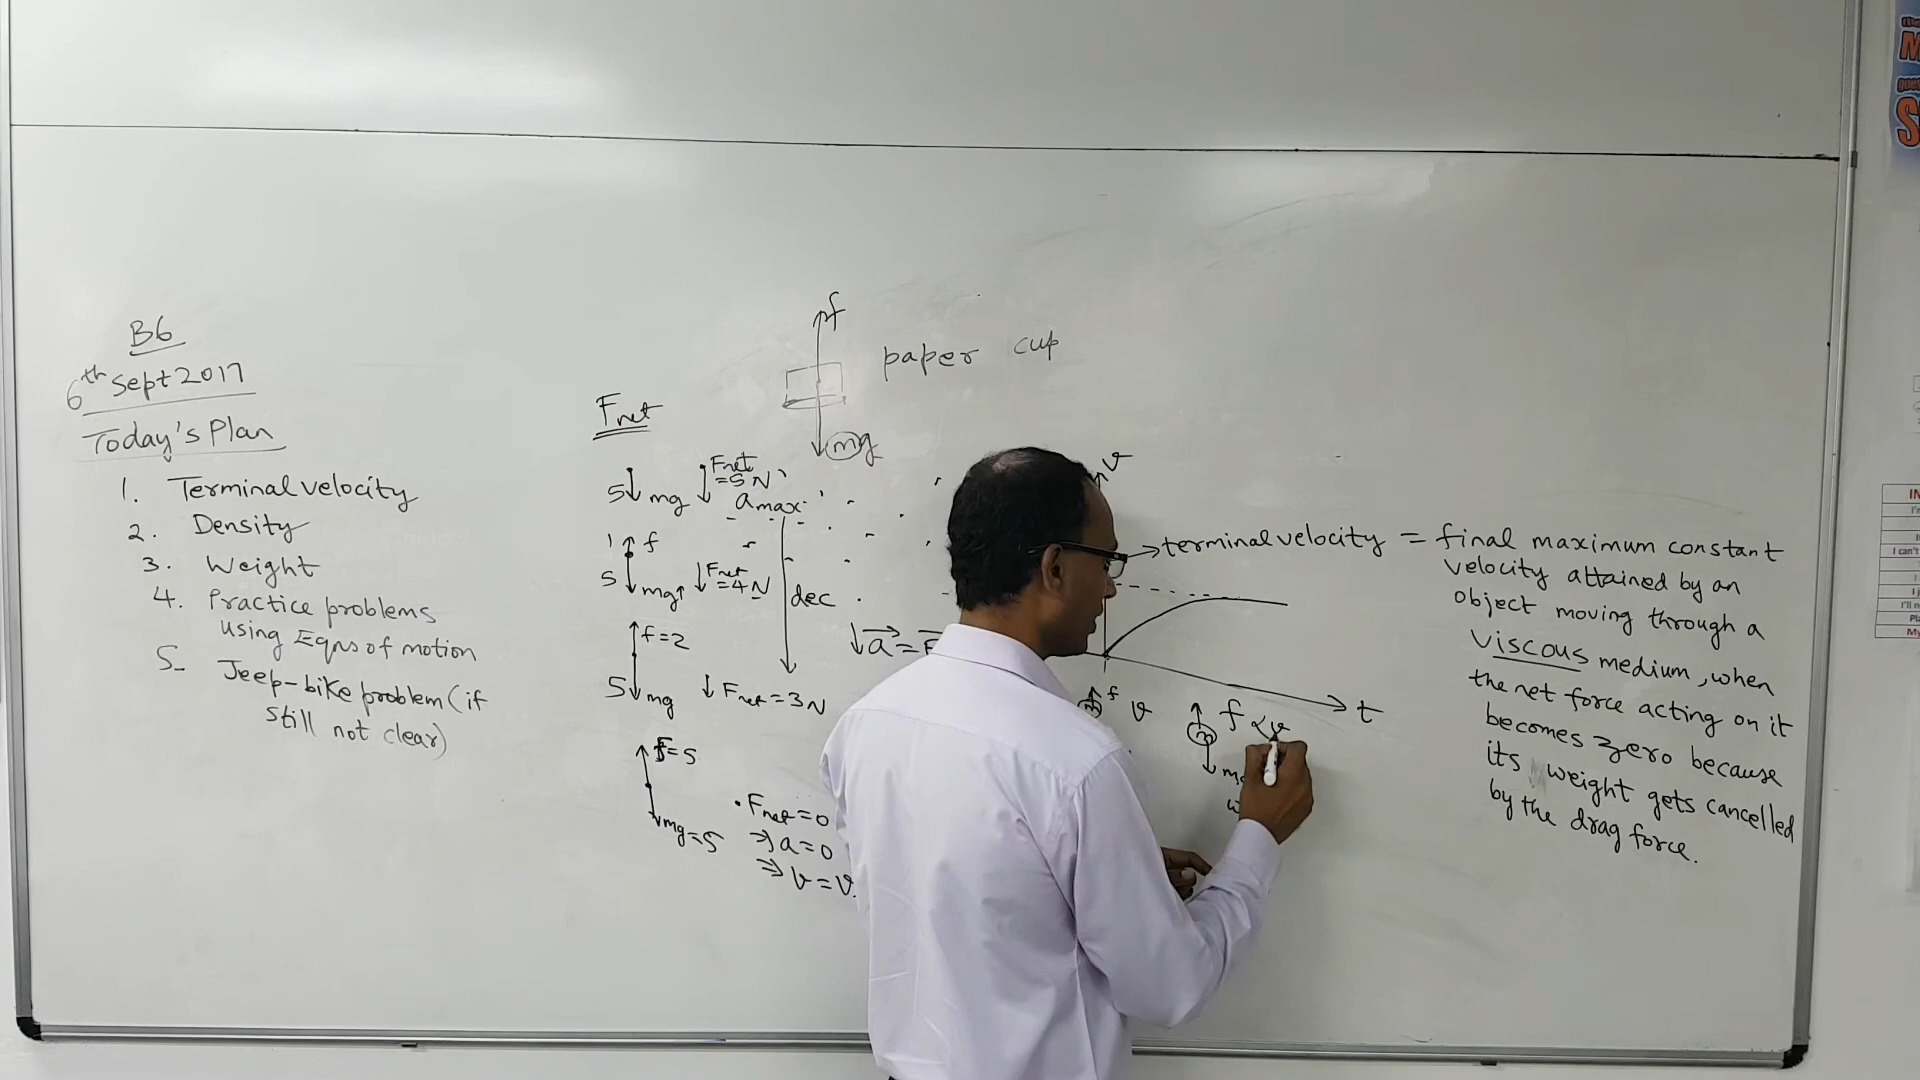 B6
6th Sept 2017
Today's Plan
1. Terminal velocity
2. Density
3. Weight
4. Practice problems
using Eqns of motion
5. Jeep-bike problem (if
still not clear)
f
paper cup
mg
Fnet
5 mg
Fnet
=5N
amax
1 f
5 mg
Fnet
=4N
dec
f=2
5 mg
Fnet=3N
f=5
mg=5
Fnet=0
⇒ a=0
⇒ v=v
a =
v
t
f v
m
f ∝ v
terminal velocity = final maximum constant
velocity attained by an
object moving through a
viscous medium, when
the net force acting on it
becomes zero because
its weight gets cancelled
by the drag force.
IN